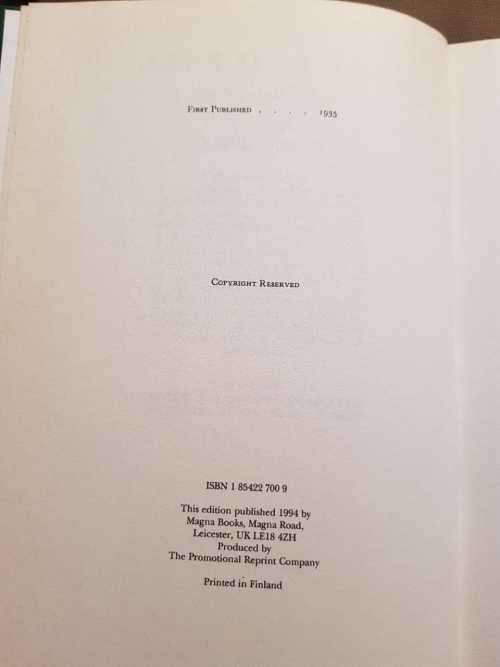 First Published . . . . 1935
Copyright Reserved
ISBN 1 85422 700 9
This edition published 1994 by
Magna Books, Magna Road,
Leicester, UK LE18 4ZH
Produced by
The Promotional Reprint Company
Printed in Finland